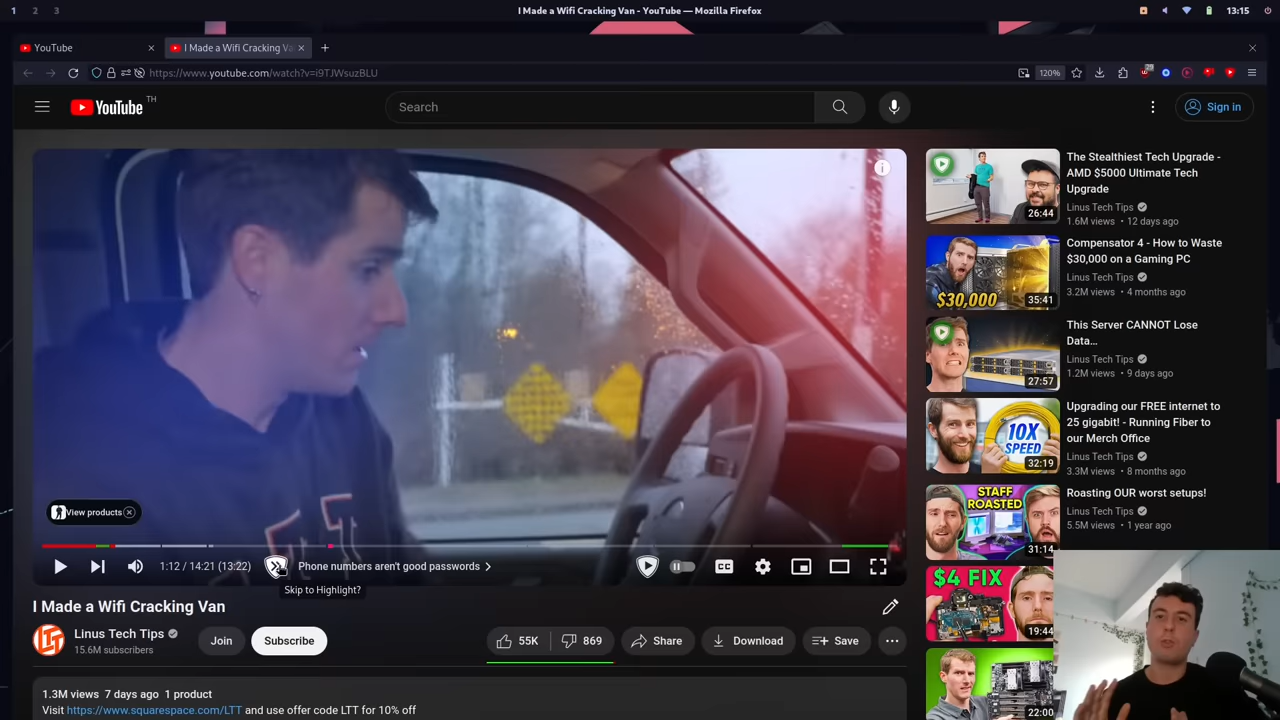 1 2 3
I Made a Wifi Cracking Van - YouTube — Mozilla Firefox
13:15
YouTube
I Made a Wifi Cracking Va
https://www.youtube.com/watch?v=i9TJWsuzBLU
120%
29
YouTube TH
Search
Sign in
View products
1:12 / 14:21 (13:22)
Phone numbers aren't good passwords
CC
Skip to Highlight?
I Made a Wifi Cracking Van
Linus Tech Tips
15.6M subscribers
Join
Subscribe
55K
869
Share
Download
Save
1.3M views 7 days ago 1 product
Visit https://www.squarespace.com/LTT and use offer code LTT for 10% off
26:44
The Stealthiest Tech Upgrade -
AMD $5000 Ultimate Tech
Upgrade
Linus Tech Tips
1.6M views • 12 days ago
$30,000
35:41
Compensator 4 - How to Waste
$30,000 on a Gaming PC
Linus Tech Tips
3.2M views • 4 months ago
27:57
This Server CANNOT Lose
Data…
Linus Tech Tips
1.2M views • 9 days ago
10X
SPEED
32:19
Upgrading our FREE internet to
25 gigabit! - Running Fiber to
our Merch Office
Linus Tech Tips
3.3M views • 8 months ago
STAFF
ROASTED
31:14
Roasting OUR worst setups!
Linus Tech Tips
5.5M views • 1 year ago
$4 FIX
19:44
22:00